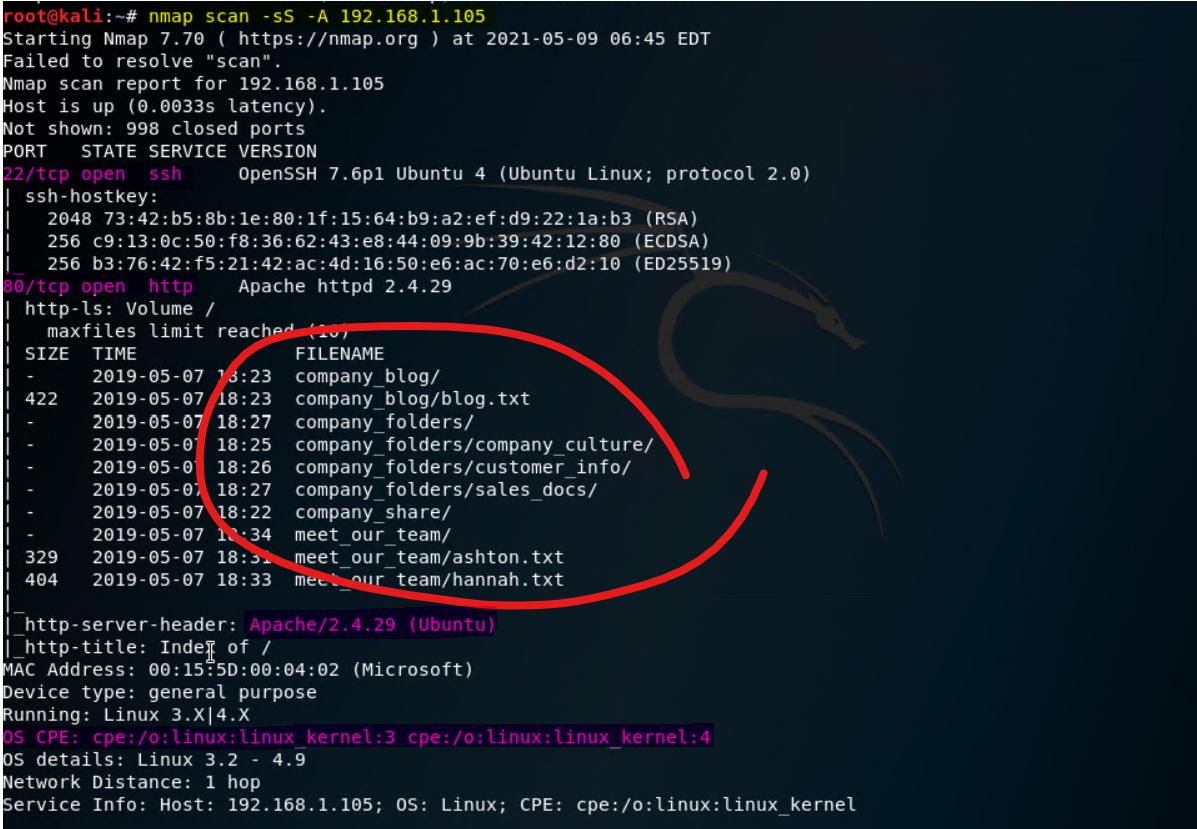 root@kali:~# nmap scan -sS -A 192.168.1.105
Starting Nmap 7.70 ( https://nmap.org ) at 2021-05-09 06:45 EDT
Failed to resolve "scan".
Nmap scan report for 192.168.1.105
Host is up (0.0033s latency).
Not shown: 998 closed ports
PORT   STATE SERVICE VERSION
22/tcp open  ssh     OpenSSH 7.6p1 Ubuntu 4 (Ubuntu Linux; protocol 2.0)
| ssh-hostkey:
|   2048 73:42:b5:8b:1e:80:1f:15:64:b9:a2:ef:d9:22:1a:b3 (RSA)
|   256 c9:13:0c:50:f8:36:62:43:e8:44:09:9b:39:42:12:80 (ECDSA)
|_  256 b3:76:42:f5:21:42:ac:4d:16:50:e6:ac:70:e6:d2:10 (ED25519)
80/tcp open  http    Apache httpd 2.4.29
| http-ls: Volume /
|   maxfiles limit reached (10)
| SIZE  TIME              FILENAME
| -     2019-05-07 18:23  company_blog/
| 422   2019-05-07 18:23  company_blog/blog.txt
| -     2019-05-07 18:27  company_folders/
| -     2019-05-07 18:25  company_folders/company_culture/
| -     2019-05-07 18:26  company_folders/customer_info/
| -     2019-05-07 18:27  company_folders/sales_docs/
| -     2019-05-07 18:22  company_share/
| -     2019-05-07 18:34  meet_our_team/
| 329   2019-05-07 18:31  meet_our_team/ashton.txt
| 404   2019-05-07 18:33  meet_our_team/hannah.txt
|_
|_http-server-header: Apache/2.4.29 (Ubuntu)
|_http-title: Index of /
MAC Address: 00:15:5D:00:04:02 (Microsoft)
Device type: general purpose
Running: Linux 3.X|4.X
OS CPE: cpe:/o:linux:linux_kernel:3 cpe:/o:linux:linux_kernel:4
OS details: Linux 3.2 - 4.9
Network Distance: 1 hop
Service Info: Host: 192.168.1.105; OS: Linux; CPE: cpe:/o:linux:linux_kernel